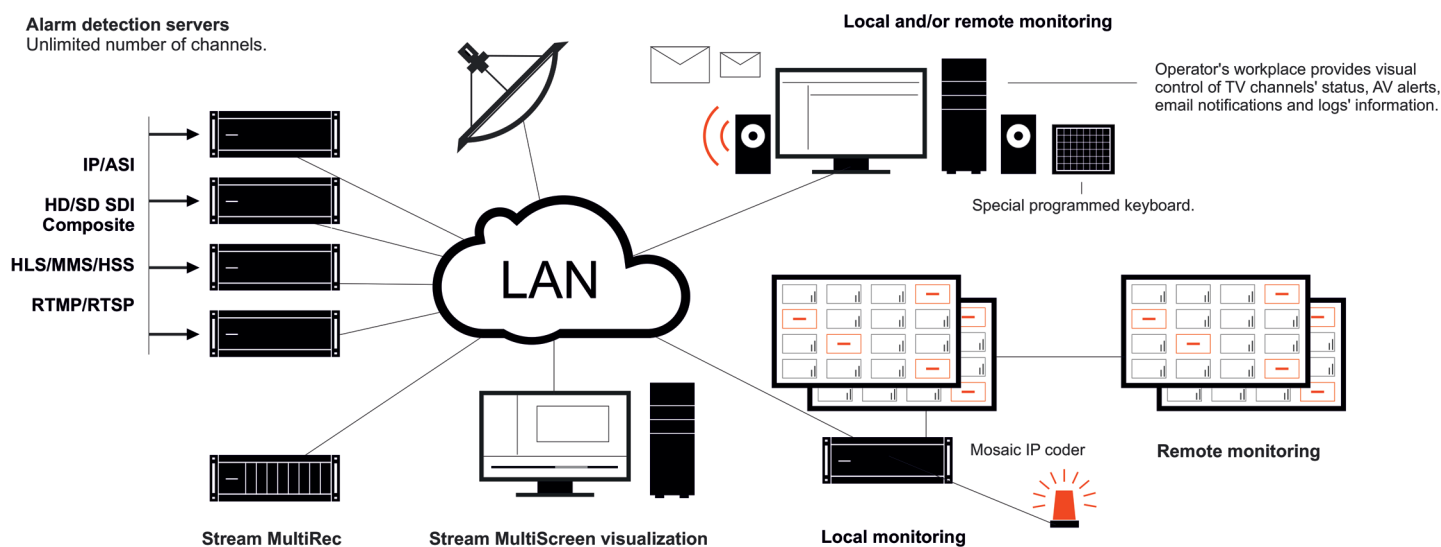 Alarm detection servers
Unlimited number of channels.
IP/ASI
HD/SD SDI
Composite
HLS/MMS/HSS
RTMP/RTSP
LAN
Local and/or remote monitoring
Operator's workplace provides visual
control of TV channels' status, AV alerts,
email notifications and logs' information.
Special programmed keyboard.
Mosaic IP coder
Remote monitoring
Stream MultiRec
Stream MultiScreen visualization
Local monitoring